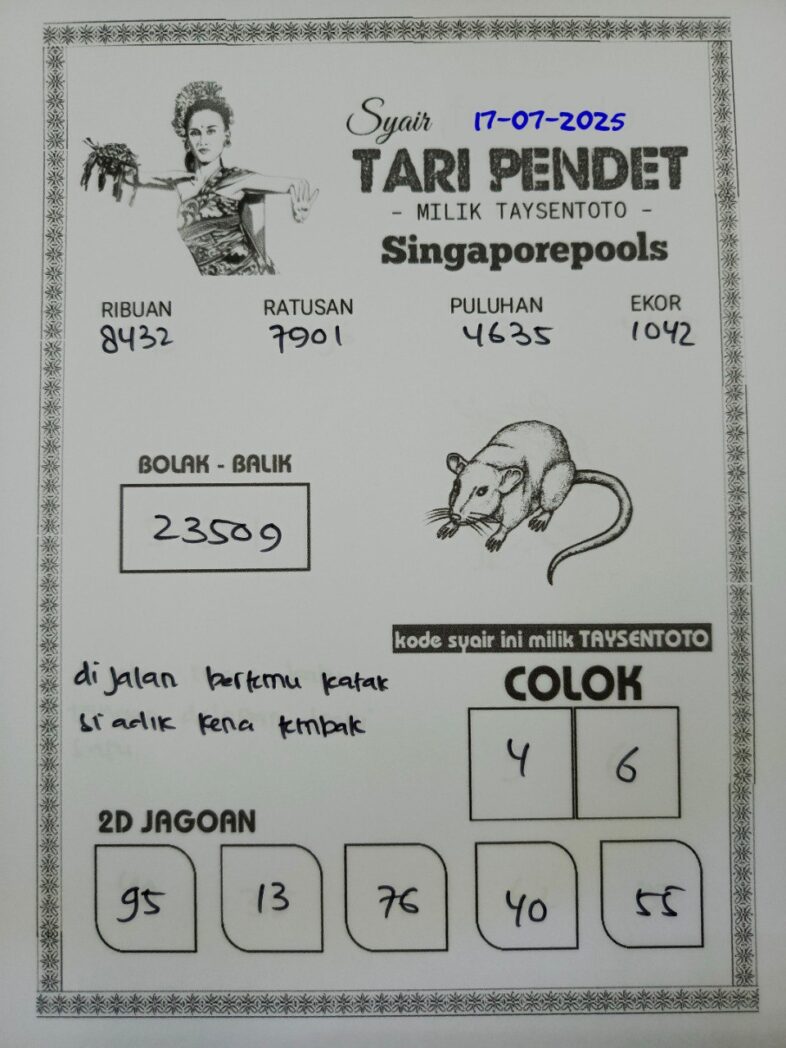 Syair 17-07-2025
TARI PENDET
- MILIK TAYSENTOTO -
Singaporepools
RIBUAN RATUSAN PULUHAN EKOR
8432 7901 4635 1042
BOLAK - BALIK
23509
kode syair ini milik TAYSENTOTO
di jalan bertemu katak
si adik kena tembak
COLOK
4 6
2D JAGOAN
95 13 76 40 55